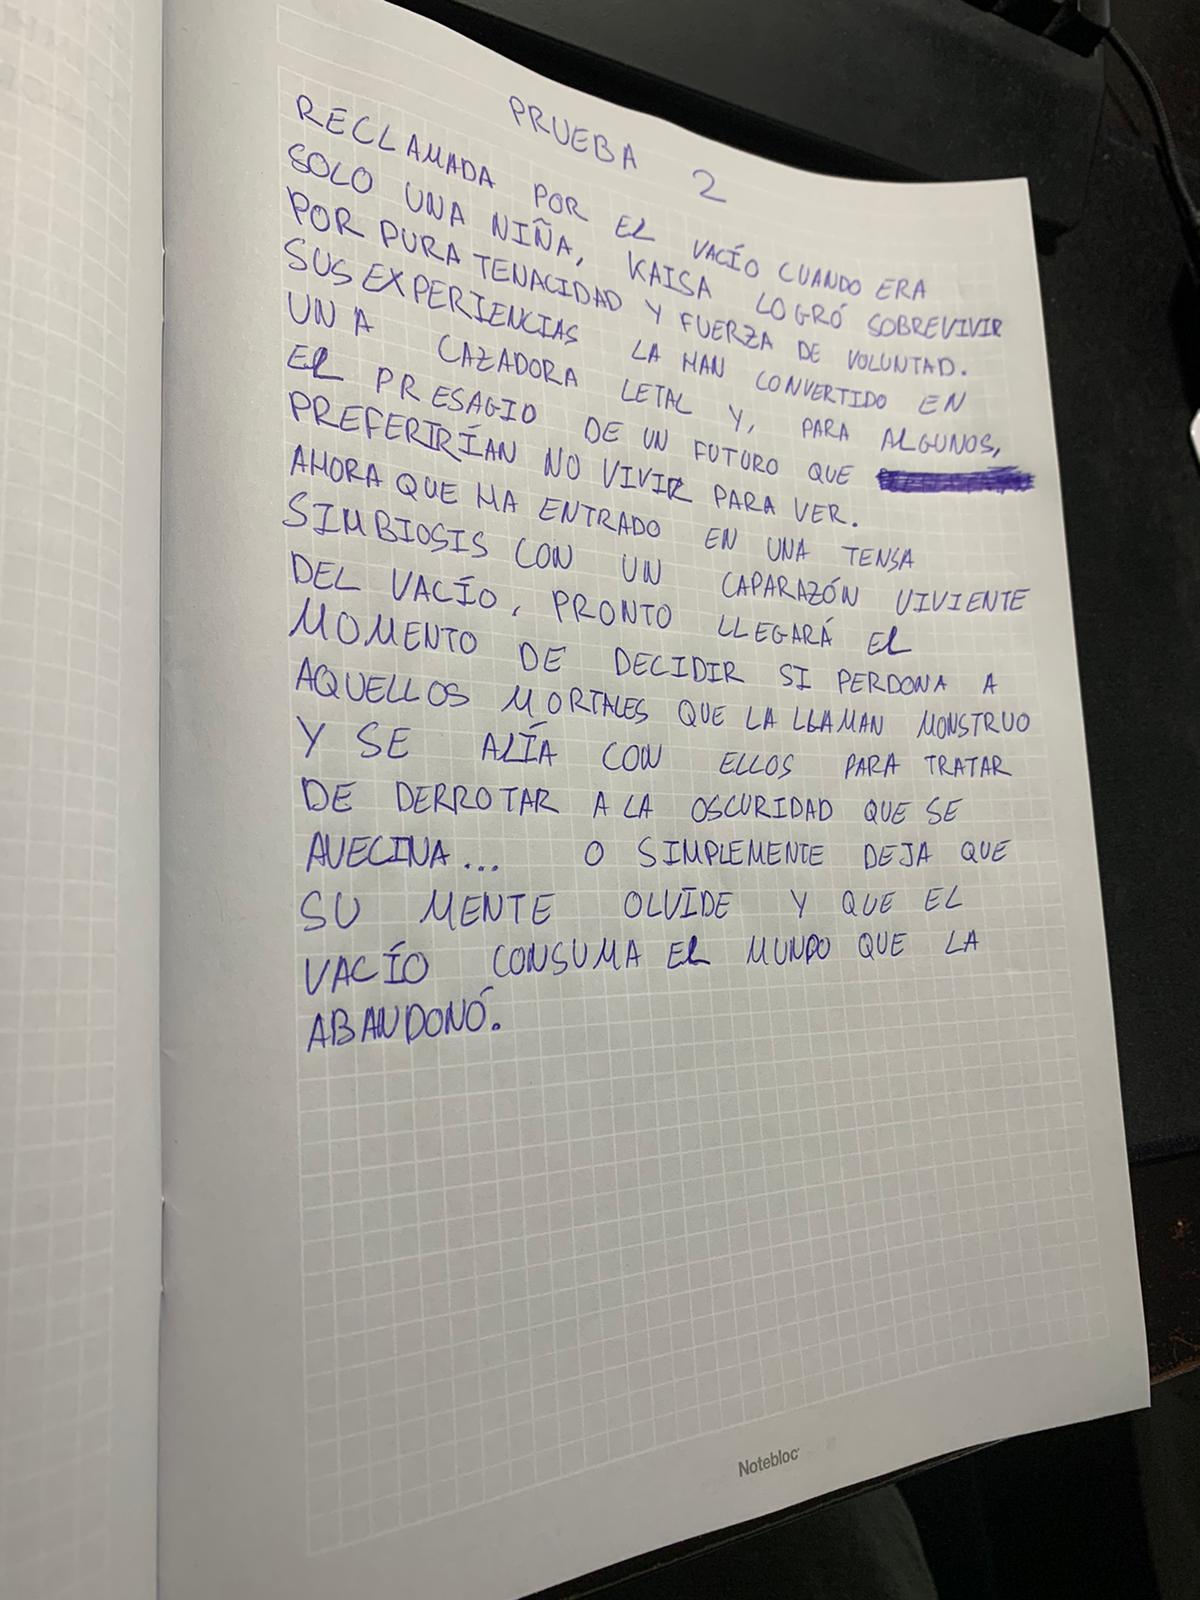 PRUEBA 2
RECLAMADA POR EL VACÍO CUANDO ERA
SOLO UNA NIÑA, KAISA LOGRÓ SOBREVIVIR
POR PURA TENACIDAD Y FUERZA DE VOLUNTAD.
SUS EXPERIENCIAS LA HAN CONVERTIDO EN
UNA CAZADORA LETAL Y, PARA ALGUNOS,
EL PRESAGIO DE UN FUTURO QUE
PREFERIRÍAN NO VIVIR PARA VER.
AHORA QUE HA ENTRADO EN UNA TENSA
SIMBIOSIS CON UN CAPARAZÓN VIVIENTE
DEL VACÍO, PRONTO LLEGARÁ EL
MOMENTO DE DECIDIR SI PERDONA A
AQUELLOS MORTALES QUE LA LLAMAN MONSTRUO
Y SE ALÍA CON ELLOS PARA TRATAR
DE DERROTAR A LA OSCURIDAD QUE SE
AVECINA... O SIMPLEMENTE DEJA QUE
SU MENTE OLVIDE Y QUE EL
VACÍO CONSUMA EL MUNDO QUE LA
ABANDONÓ.
Notebloc